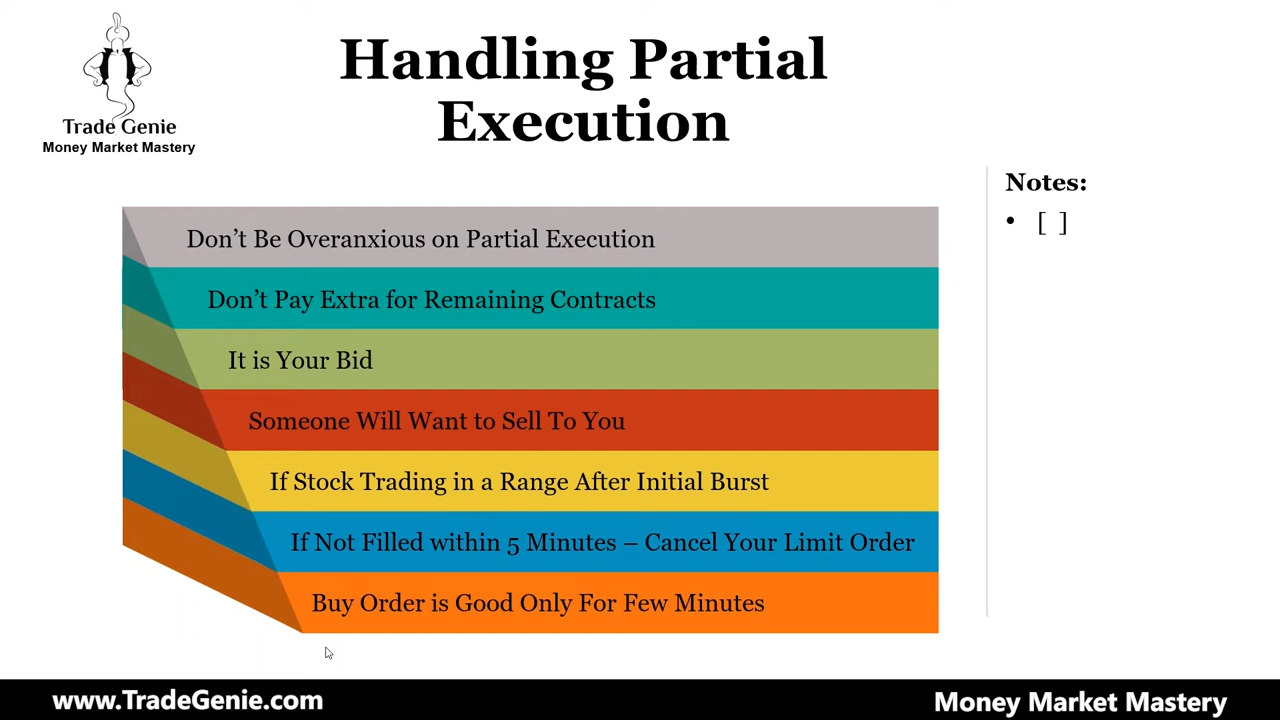 Trade Genie
Money Market Mastery
Handling Partial
Execution
Don’t Be Overanxious on Partial Execution
Don’t Pay Extra for Remaining Contracts
It is Your Bid
Someone Will Want to Sell To You
If Stock Trading in a Range After Initial Burst
If Not Filled within 5 Minutes – Cancel Your Limit Order
Buy Order is Good Only For Few Minutes
Notes:
• [ ]
www.TradeGenie.com
Money Market Mastery